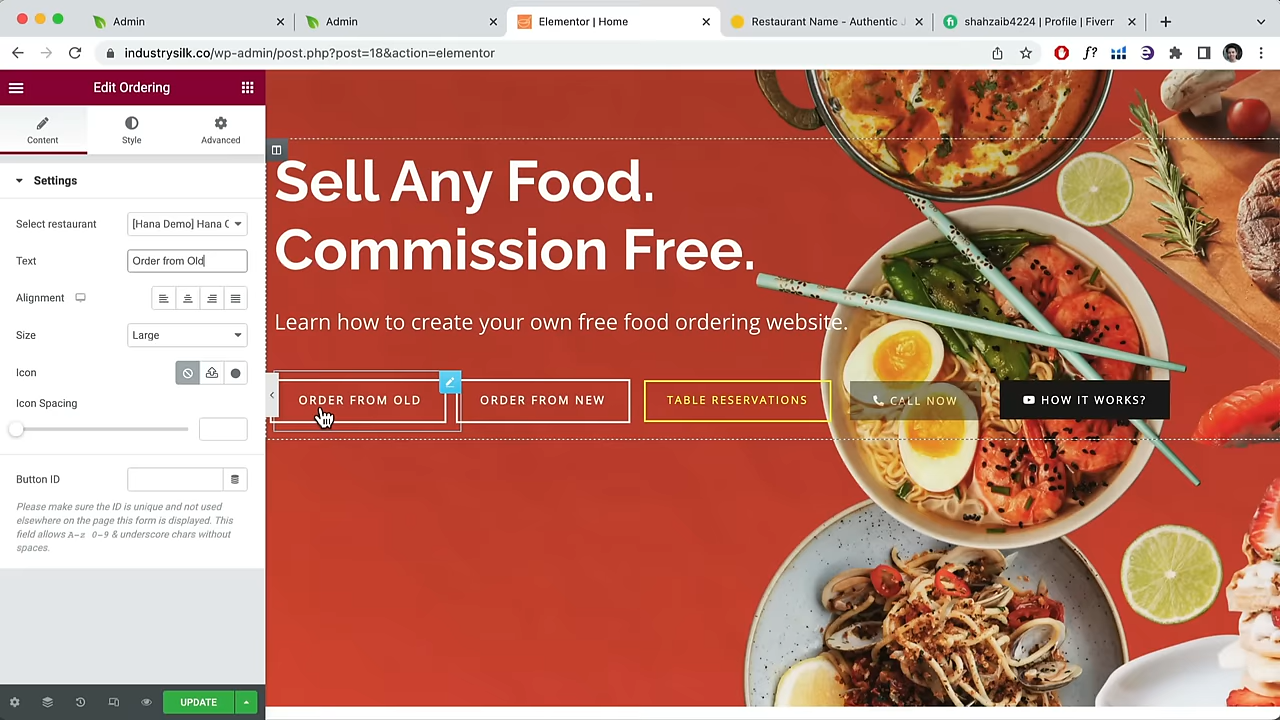 Admin
Admin
Elementor | Home
Restaurant Name - Authentic J
shahzaib4224 | Profile | Fiverr
industrysilk.co/wp-admin/post.php?post=18&action=elementor
Edit Ordering
Content
Style
Advanced
Settings
Select restaurant
[Hana Demo] Hana C
Text
Order from Old
Alignment
Size
Large
Icon
Icon Spacing
Button ID
Please make sure the ID is unique and not used
elsewhere on the page this form is displayed. This
field allows A-z 0-9 & underscore chars without
spaces.
UPDATE
Sell Any Food.
Commission Free.
Learn how to create your own free food ordering website.
ORDER FROM OLD
ORDER FROM NEW
TABLE RESERVATIONS
CALL NOW
HOW IT WORKS?